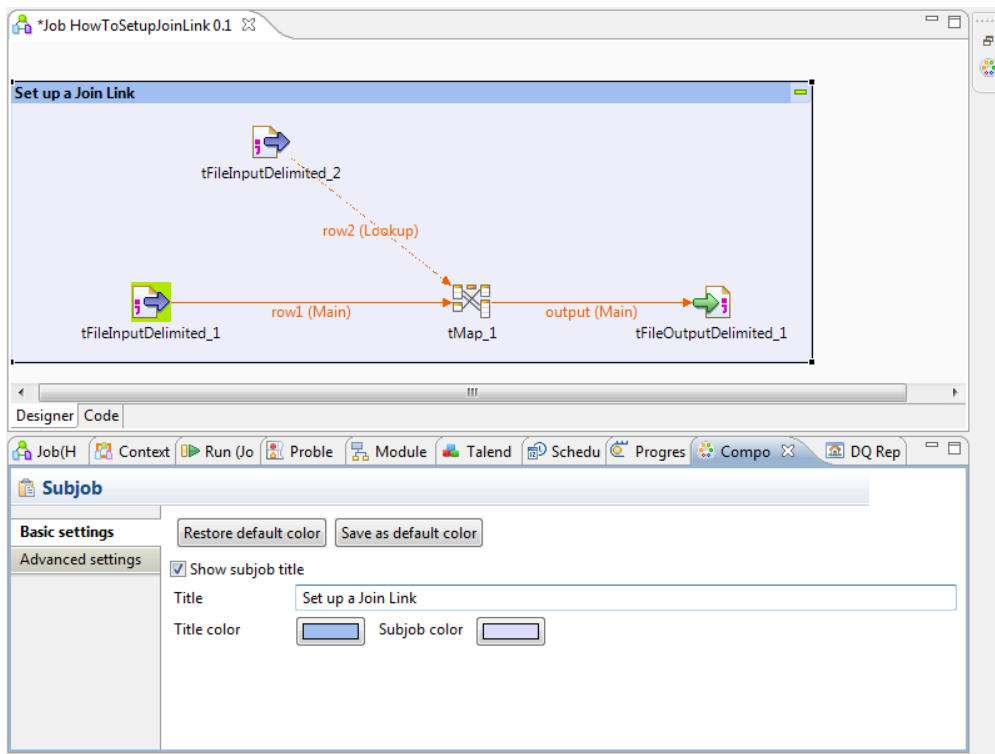 *Job HowToSetupJoinLink 0.1
Set up a Join Link
tFileInputDelimited_2
row2 (Lookup)
row1 (Main)
output (Main)
tFileInputDelimited_1
tMap_1
tFileOutputDelimited_1
Designer
Code
Job(H
Context
Run (Jo
Proble
Module
Talend
Schedu
Progres
Compo
DQ Rep
Subjob
Basic settings
Restore default color
Save as default color
Advanced settings
Show subjob title
Title
Set up a Join Link
Title color
Subjob color